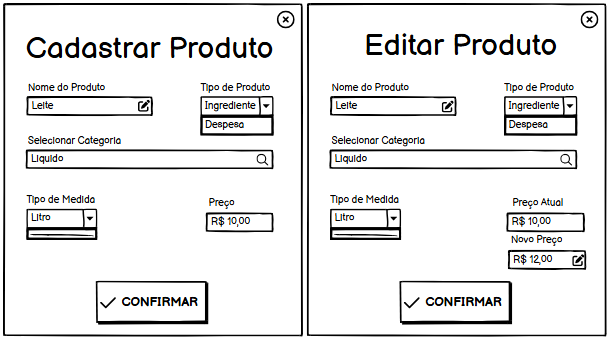 Cadastrar Produto
Nome do Produto
Tipo de Produto
Leite
Ingrediente
Despesa
Selecionar Categoria
Liquido
Tipo de Medida
Preço
Litro
R$ 10,00
CONFIRMAR
Editar Produto
Nome do Produto
Tipo de Produto
Leite
Ingrediente
Despesa
Selecionar Categoria
Liquido
Tipo de Medida
Preço Atual
Litro
R$ 10,00
Novo Preço
R$ 12,00
CONFIRMAR